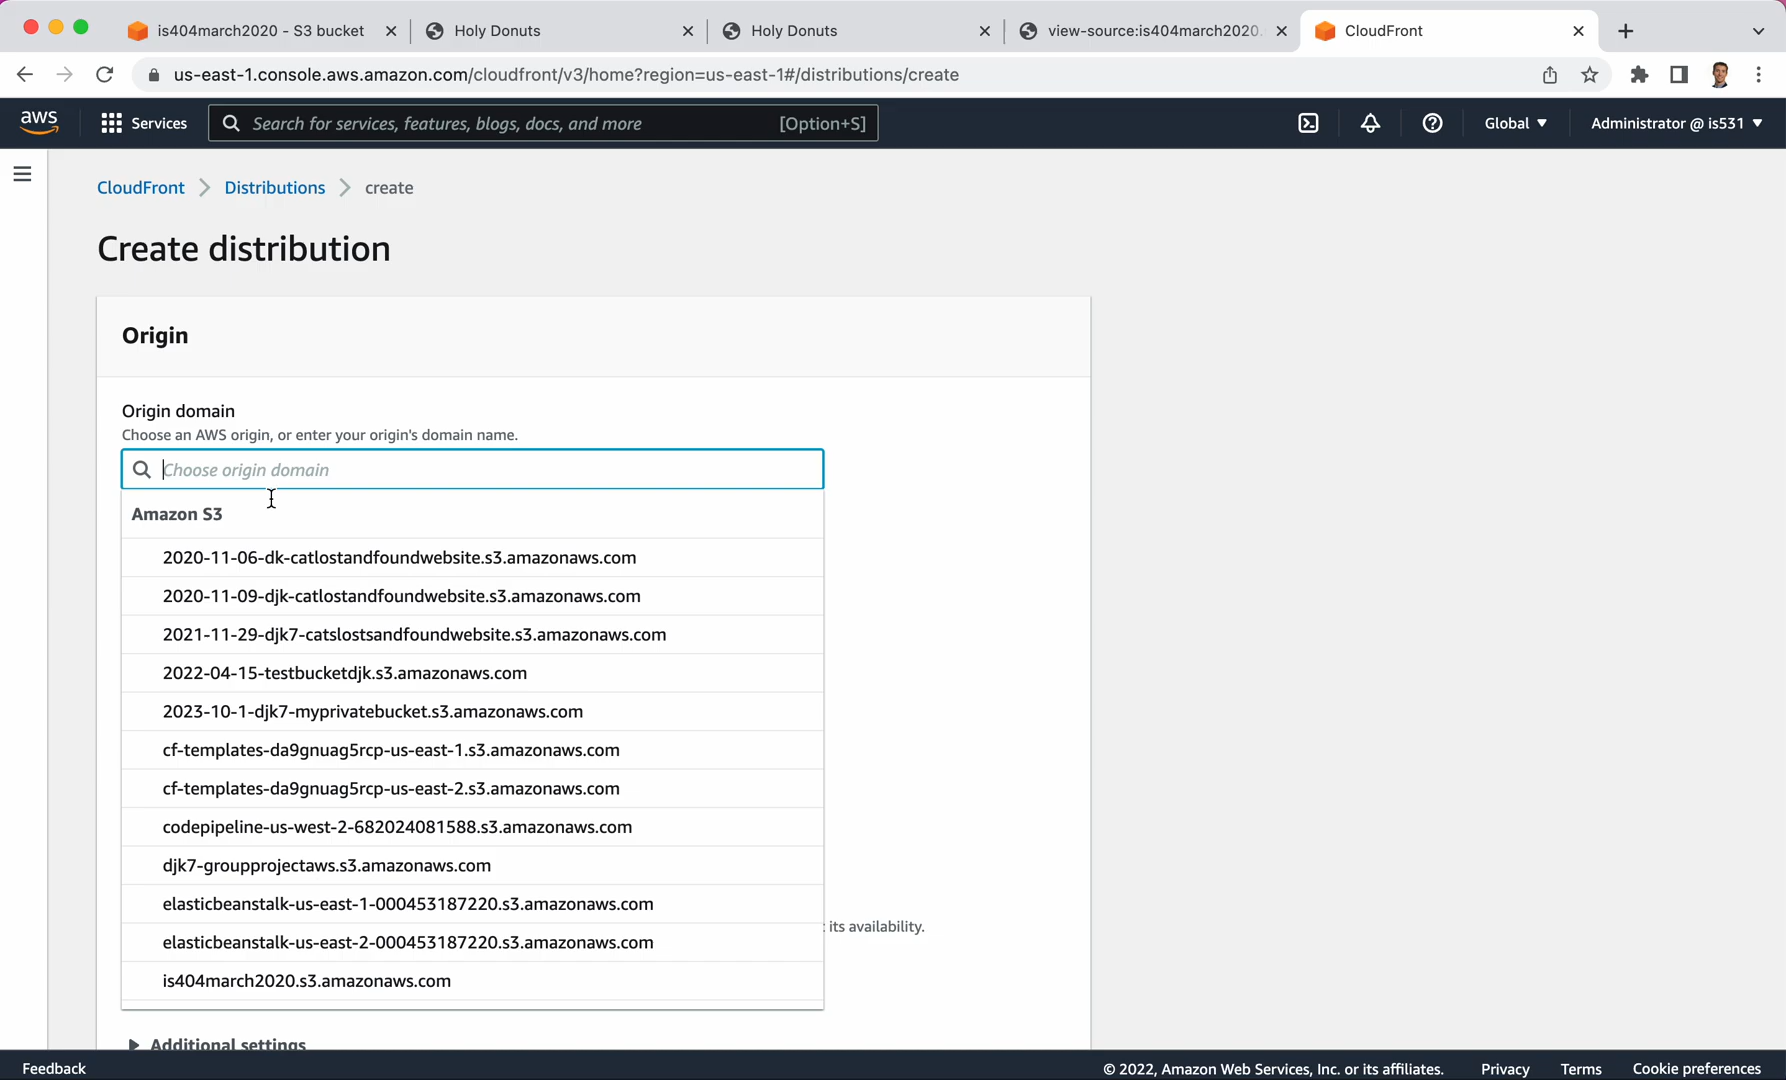 is404march2020 - S3 bucket
Holy Donuts
Holy Donuts
view-source:is404march2020.
CloudFront
us-east-1.console.aws.amazon.com/cloudfront/v3/home?region=us-east-1#/distributions/create
aws
Services
Search for services, features, blogs, docs, and more
[Option+S]
Global
Administrator @ is531
CloudFront
Distributions
create
Create distribution
Origin
Origin domain
Choose an AWS origin, or enter your origin's domain name.
Choose origin domain
Amazon S3
2020-11-06-dk-catlostandfoundwebsite.s3.amazonaws.com
2020-11-09-djk-catlostandfoundwebsite.s3.amazonaws.com
2021-11-29-djk7-catslostsandfoundwebsite.s3.amazonaws.com
2022-04-15-testbucketdjk.s3.amazonaws.com
2023-10-1-djk7-myprivatebucket.s3.amazonaws.com
cf-templates-da9gnuag5rcp-us-east-1.s3.amazonaws.com
cf-templates-da9gnuag5rcp-us-east-2.s3.amazonaws.com
codepipeline-us-west-2-682024081588.s3.amazonaws.com
djk7-groupprojectaws.s3.amazonaws.com
elasticbeanstalk-us-east-1-000453187220.s3.amazonaws.com
its availability.
elasticbeanstalk-us-east-2-000453187220.s3.amazonaws.com
is404march2020.s3.amazonaws.com
Additional settings
Feedback
© 2022, Amazon Web Services, Inc. or its affiliates.
Privacy
Terms
Cookie preferences